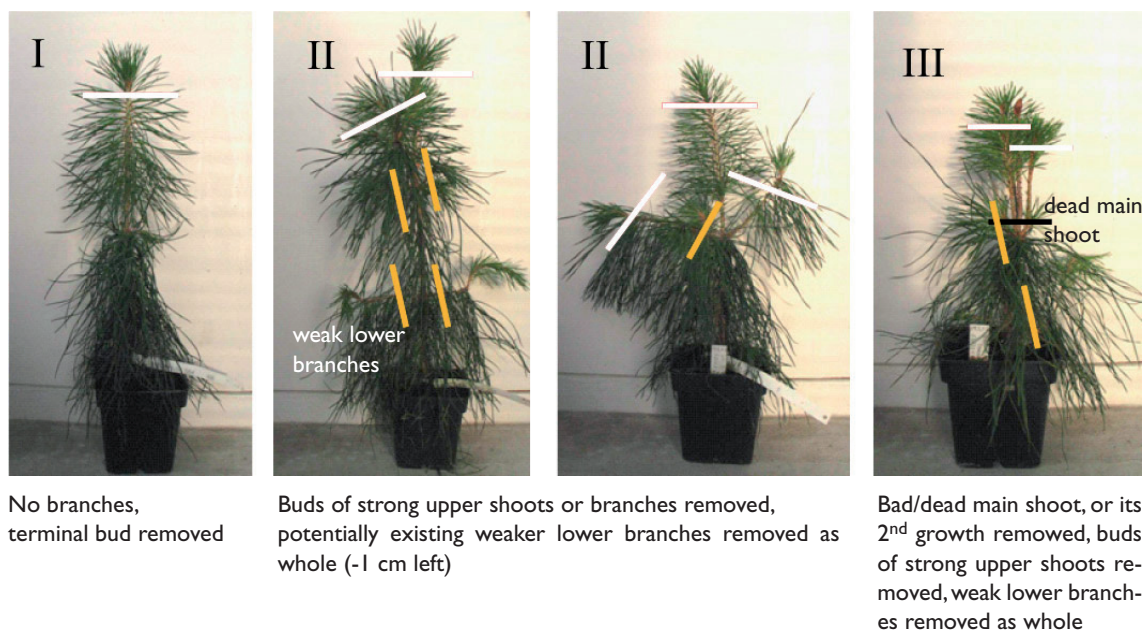 I
II
II
III
dead main
shoot
weak lower
branches
No branches,
terminal bud removed
Buds of strong upper shoots or branches removed,
potentially existing weaker lower branches removed as
whole (-1 cm left)
Bad/dead main shoot, or its
2nd growth remowed, buds
of strong upper shoots re-
moved, weak lower branch-
es removed as whole